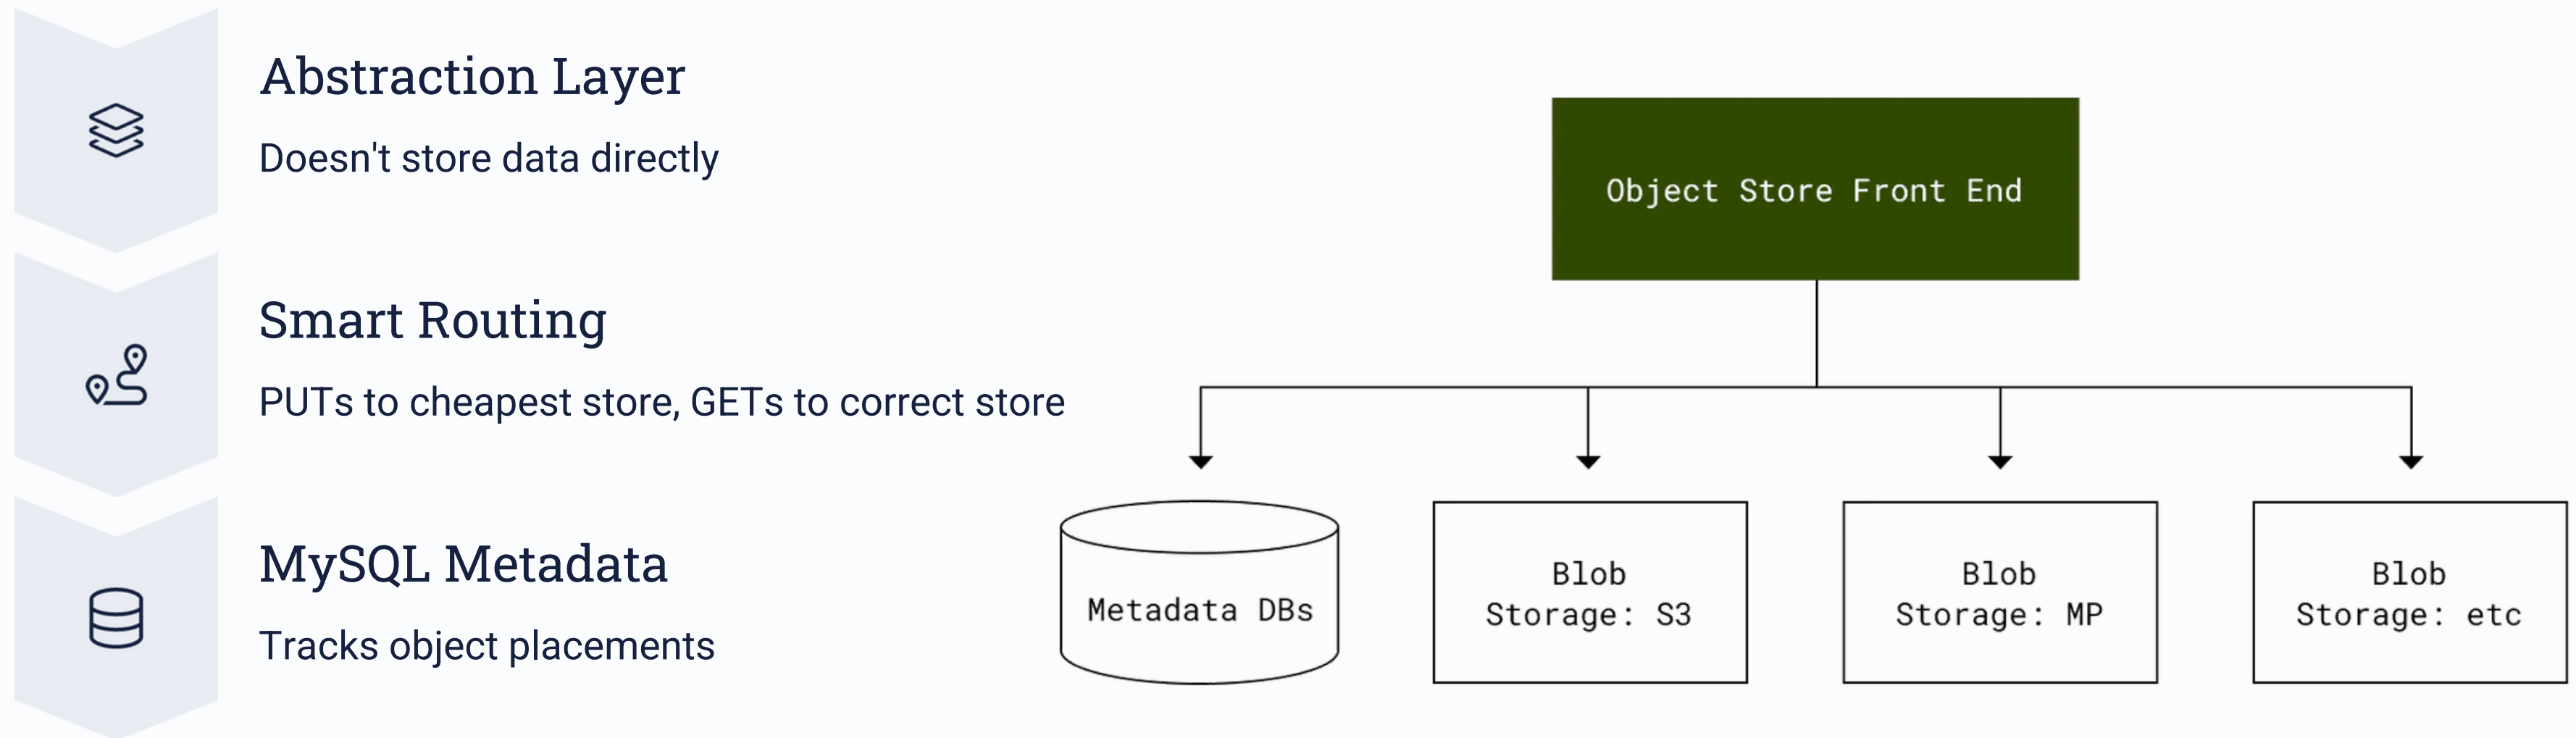 Abstraction Layer
Doesn't store data directly
Smart Routing
PUTs to cheapest store, GETs to correct store
MySQL Metadata
Tracks object placements
Object Store Front End
Metadata DBs
Blob
Storage: S3
Blob
Storage: MP
Blob
Storage: etc